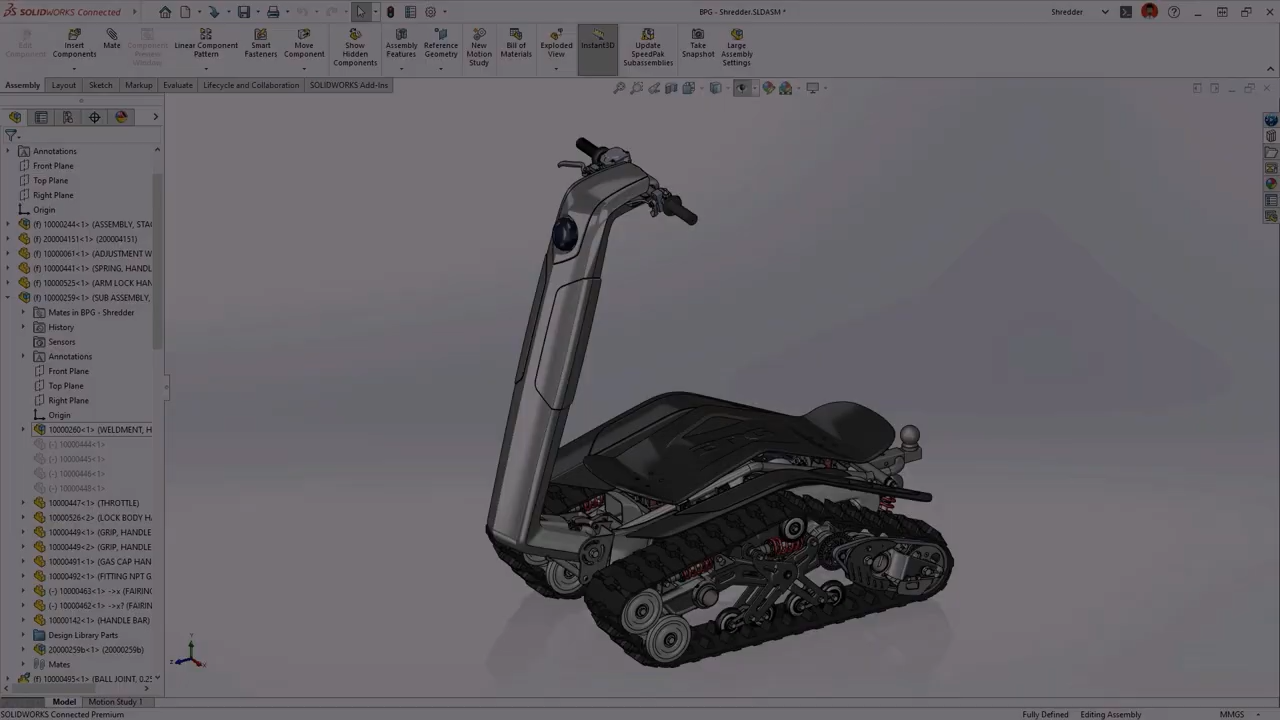 SOLIDWORKS Connected
BPG - Shredder.SLDASM *
Shredder
Edit Component
Insert Components
Mate
Component Preview Window
Linear Component Pattern
Smart Fasteners
Move Component
Show Hidden Components
Assembly Features
Reference Geometry
New Motion Study
Bill of Materials
Exploded View
Instant3D
Update SpeedPak Subassemblies
Take Snapshot
Large Assembly Settings
Assembly
Layout
Sketch
Markup
Evaluate
Lifecycle and Collaboration
SOLIDWORKS Add-Ins
Annotations
Front Plane
Top Plane
Right Plane
Origin
(f) 10000244<1> (ASSEMBLY, STAC
(f) 200004151<1> (200004151)
(f) 10000061<1> (ADJUSTMENT W
(f) 10000441<1> (SPRING, HANDL
(f) 10000525<1> (ARM LOCK HAN
(f) 10000259<1> (SUB ASSEMBLY,
Mates in BPG - Shredder
History
Sensors
Annotations
Front Plane
Top Plane
Right Plane
Origin
10000260<1> (WELDMENT, H
(-) 10000444<1>
(-) 10000445<1>
(-) 10000446<1>
(-) 10000448<1>
10000447<1> (THROTTLE)
10000526<2> (LOCK BODY H
10000449<1> (GRIP, HANDLE
10000449<2> (GRIP, HANDLE
10000491<1> (GAS CAP HAN
10000492<1> (FITTING NPT G
(-) 10000463<1> ->x (FAIRIN
(-) 10000462<1> ->x? (FAIRIN
10000142<1> (HANDLE BAR)
Design Library Parts
20000259b<1> (20000259b)
Mates
(f) 10000495<1> (BALL JOINT, 0.25
Y
Z
X
Model
Motion Study 1
SOLIDWORKS Connected Premium
Fully Defined
Editing Assembly
MMGS